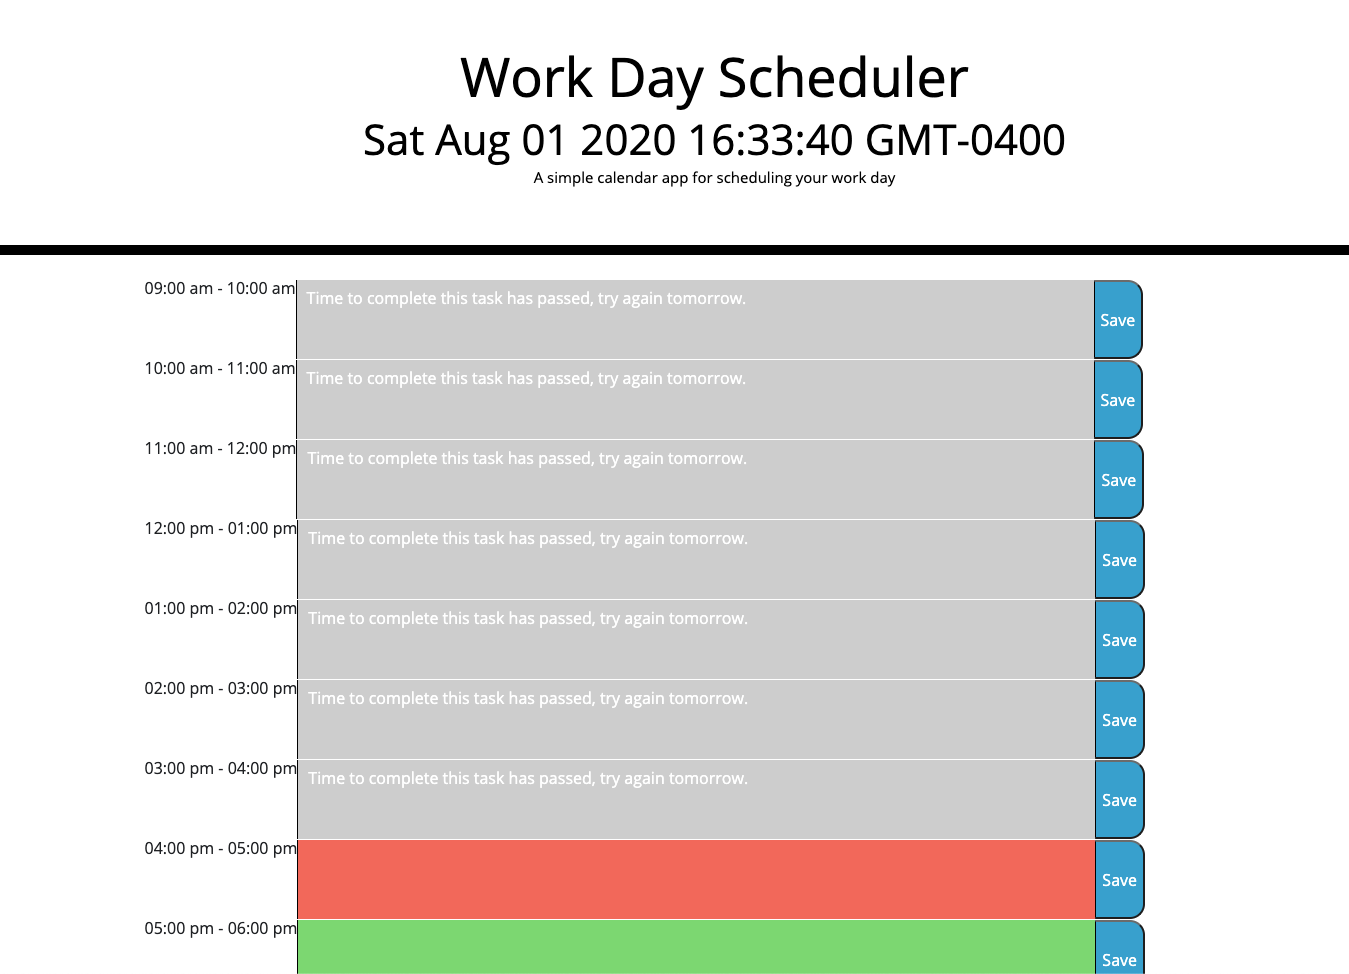 Work Day Scheduler
Sat Aug 01 2020 16:33:40 GMT-0400
A simple calendar app for scheduling your work day
09:00 am - 10:00 am Time to complete this task has passed, try again tomorrow. Save
10:00 am - 11:00 am Time to complete this task has passed, try again tomorrow. Save
11:00 am - 12:00 pm Time to complete this task has passed, try again tomorrow. Save
12:00 pm - 01:00 pm Time to complete this task has passed, try again tomorrow. Save
01:00 pm - 02:00 pm Time to complete this task has passed, try again tomorrow. Save
02:00 pm - 03:00 pm Time to complete this task has passed, try again tomorrow. Save
03:00 pm - 04:00 pm Time to complete this task has passed, try again tomorrow. Save
04:00 pm - 05:00 pm Save
05:00 pm - 06:00 pm Save